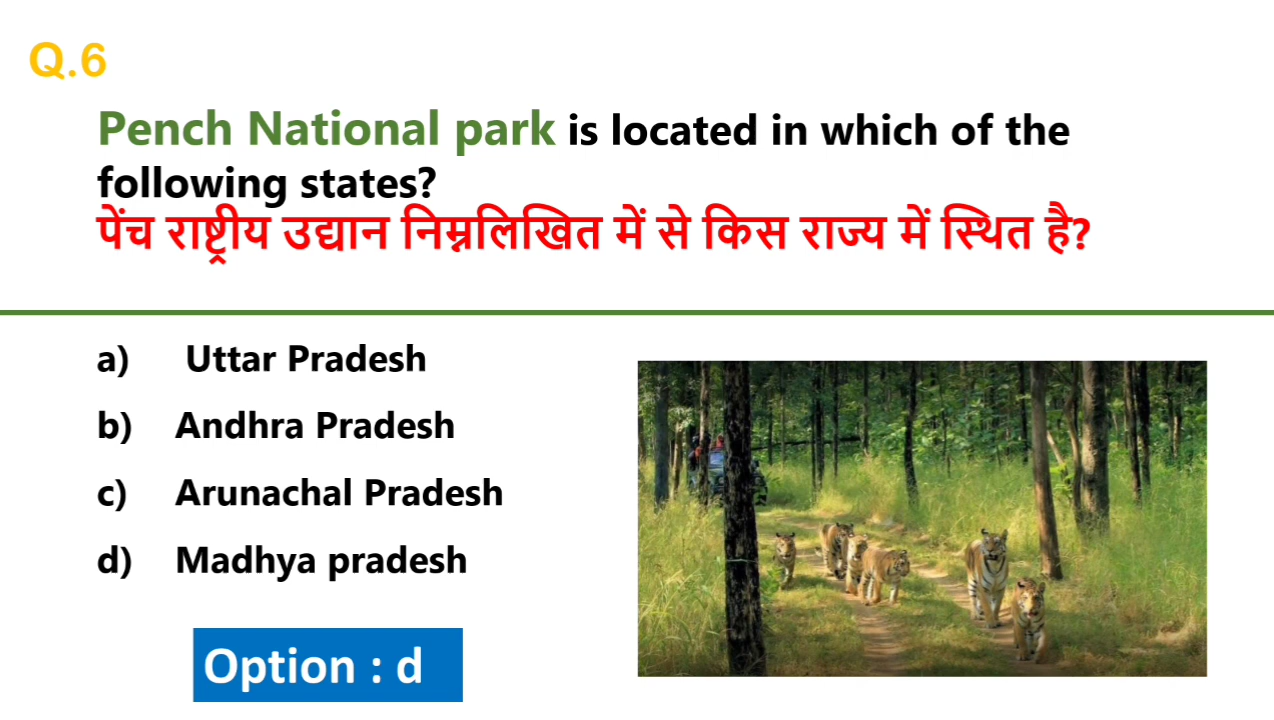 Q.6
Pench National park is located in which of the
following states?
पेंच राष्ट्रीय उद्यान निम्नलिखित में से किस राज्य में स्थित है?
a) Uttar Pradesh
b) Andhra Pradesh
c) Arunachal Pradesh
d) Madhya pradesh
Option : d